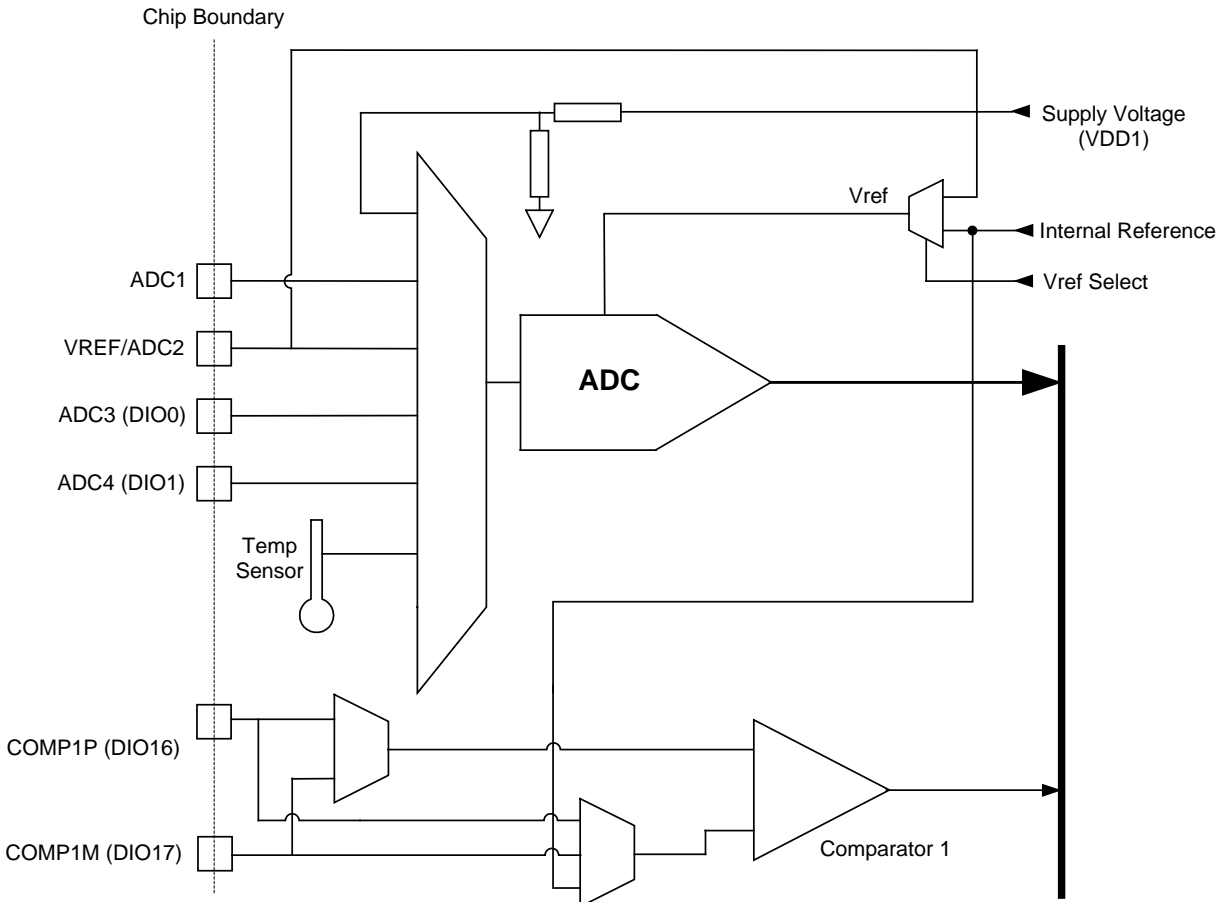 Chip Boundary
Supply Voltage
(VDD1)
Vref
Internal Reference
Vref Select
ADC1
VREF/ADC2
ADC
ADC3 (DIO0)
ADC4 (DIO1)
Temp
Sensor
COMP1P (DIO16)
COMP1M (DIO17)
Comparator 1